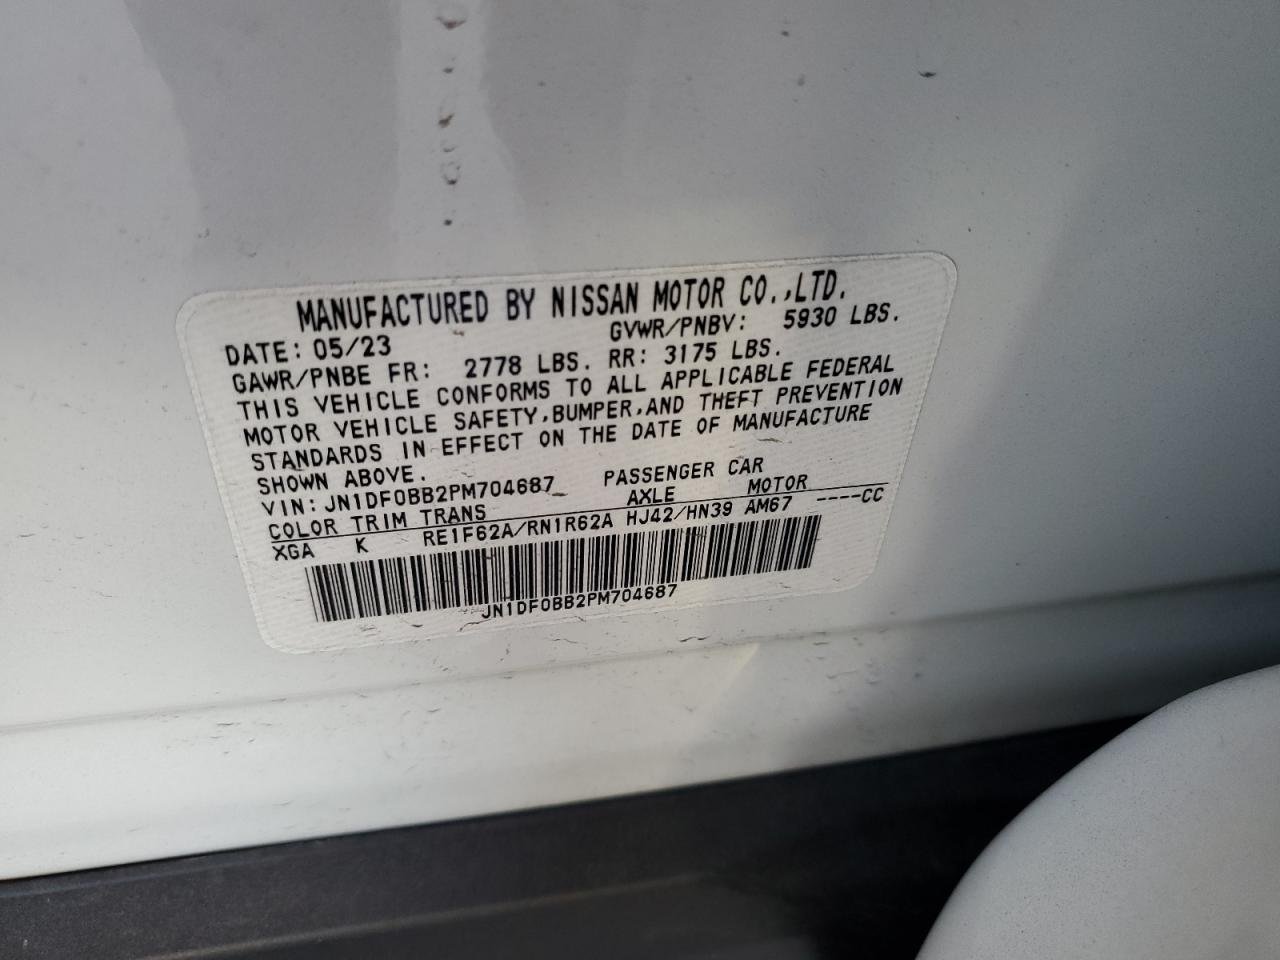 MANUFACTURED BY NISSAN MOTOR CO.,LTD.
DATE: 05/23 GVWR/PNBV: 5930 LBS.
GAWR/PNBE FR: 2778 LBS. RR: 3175 LBS.
THIS VEHICLE CONFORMS TO ALL APPLICABLE FEDERAL
MOTOR VEHICLE SAFETY,BUMPER,AND THEFT PREVENTION
STANDARDS IN EFFECT ON THE DATE OF MANUFACTURE
SHOWN ABOVE.
VIN: JN1DF0BB2PM704687 PASSENGER CAR
COLOR TRIM TRANS AXLE MOTOR
XGA K RE1F62A/RN1R62A HJ42/HN39 AM67 ----CC
JN1DF0BB2PM704687